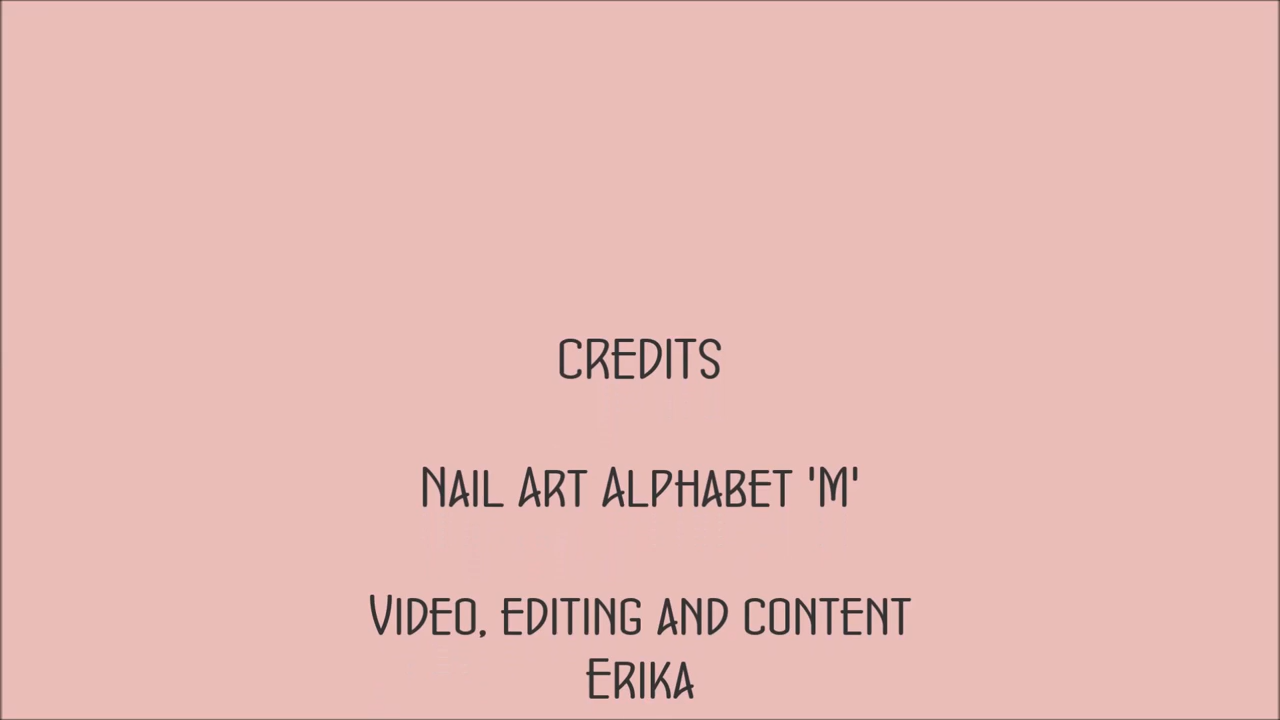 CREDITS
NAIL ART ALPHABET 'M'
VIDEO, EDITING AND CONTENT
ERIKA